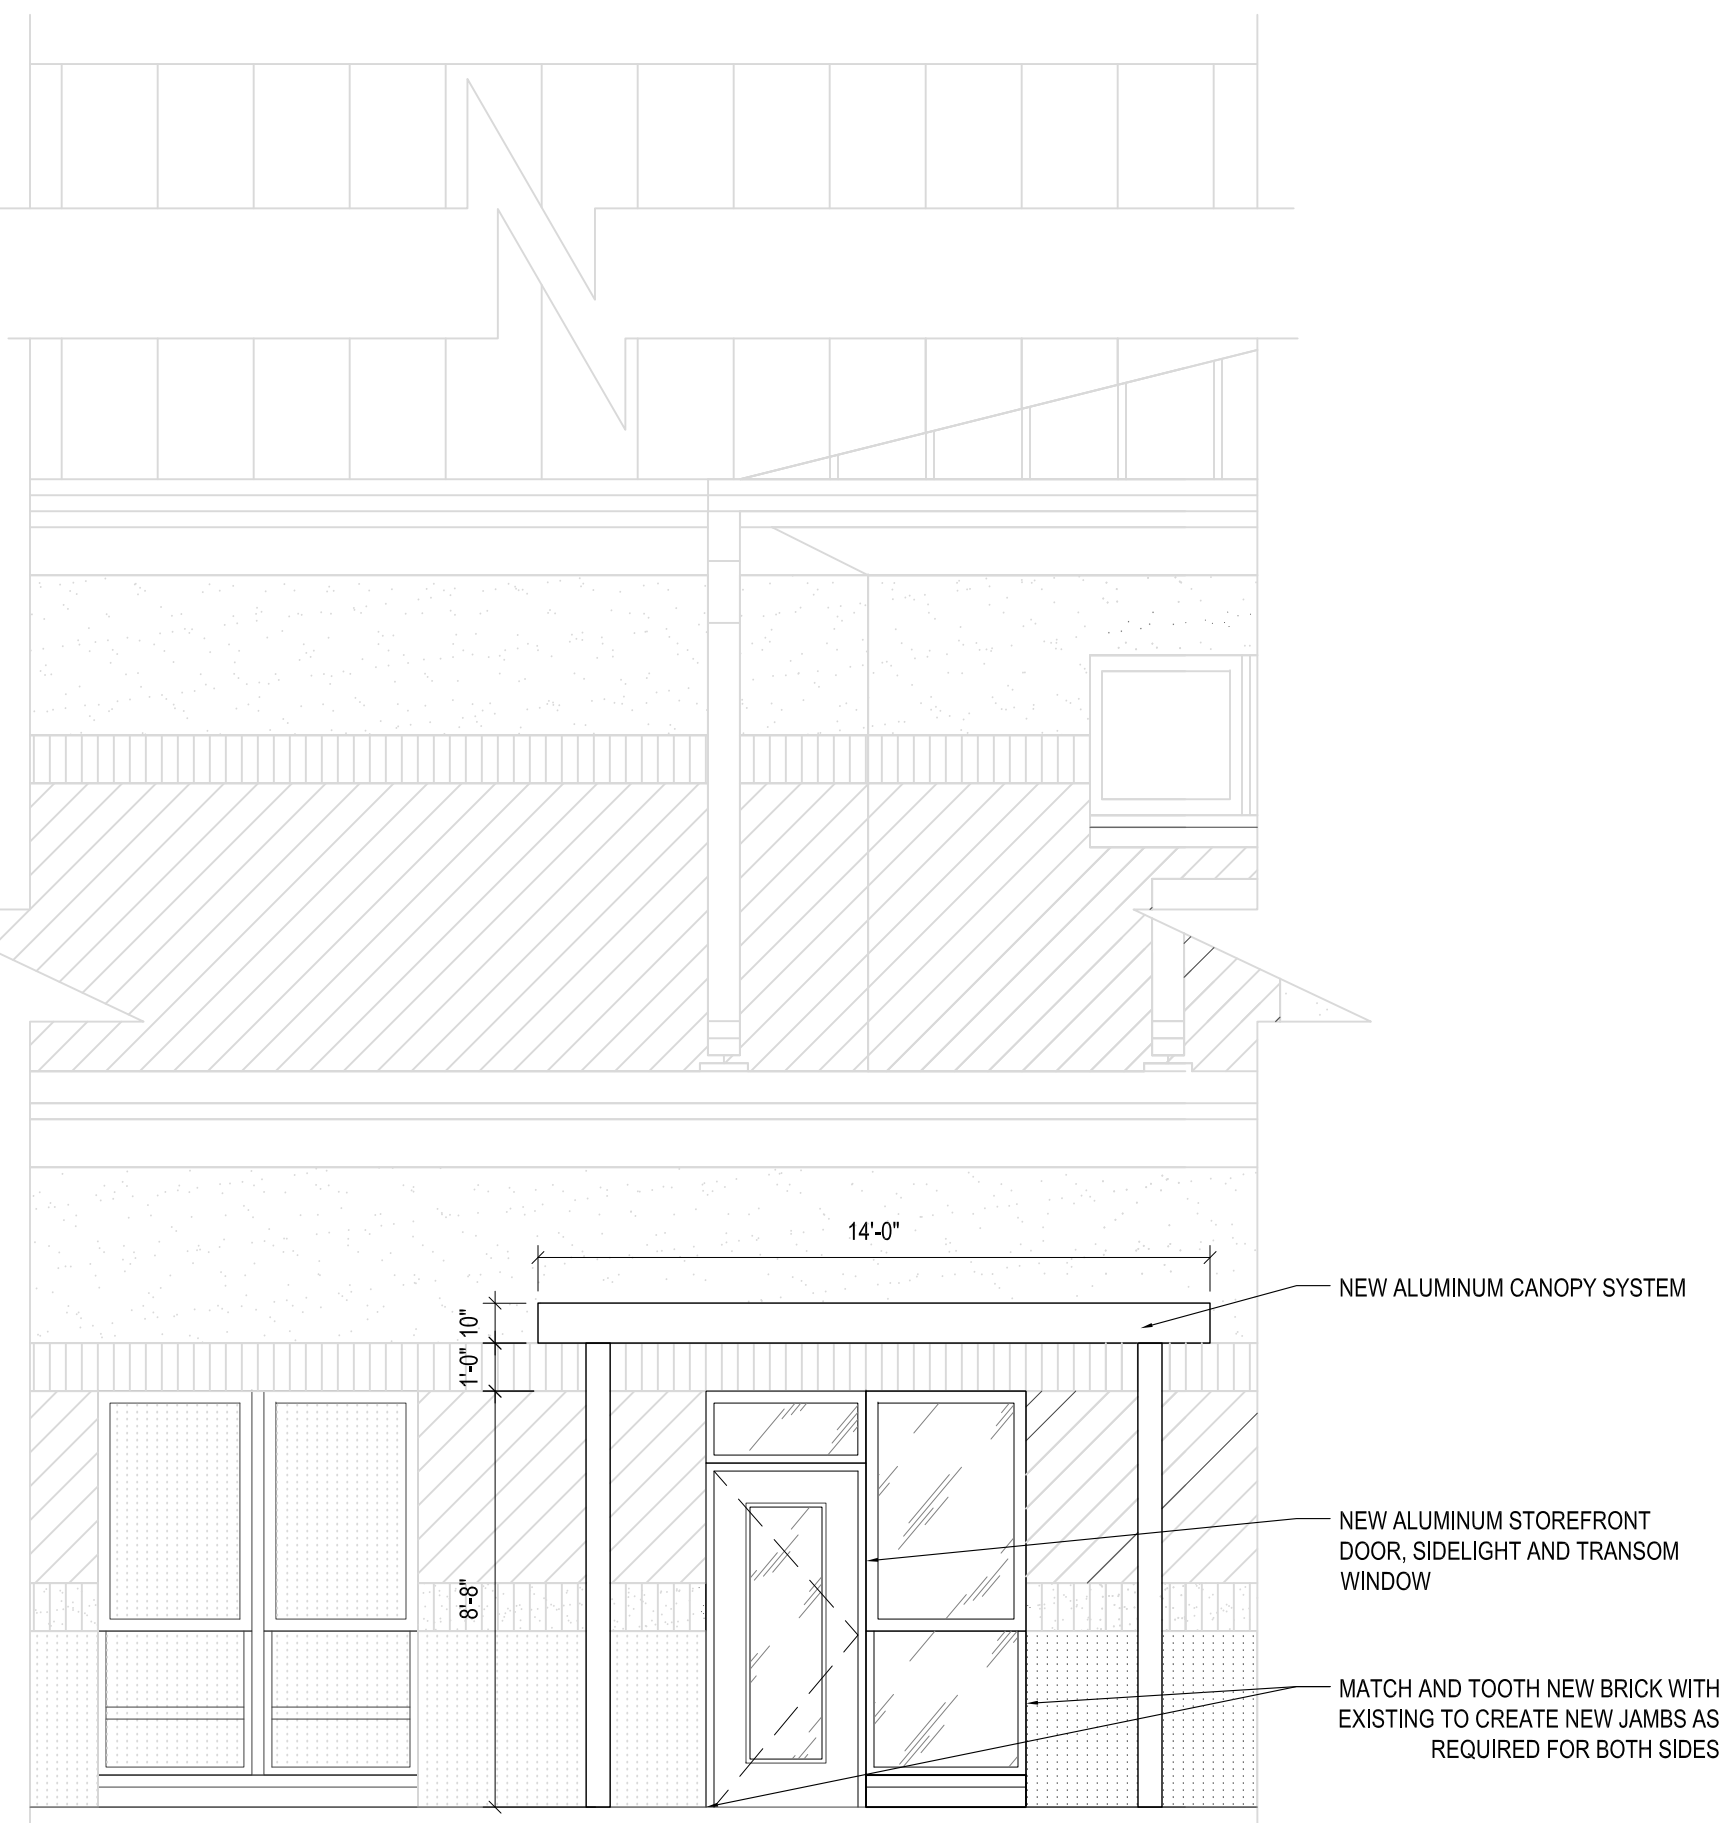 14'-0"
NEW ALUMINUM CANOPY SYSTEM
10"
1'-0"
8'-8"
NEW ALUMINUM STOREFRONT
DOOR, SIDELIGHT AND TRANSOM
WINDOW
MATCH AND TOOTH NEW BRICK WITH
EXISTING TO CREATE NEW JAMBS AS
REQUIRED FOR BOTH SIDES